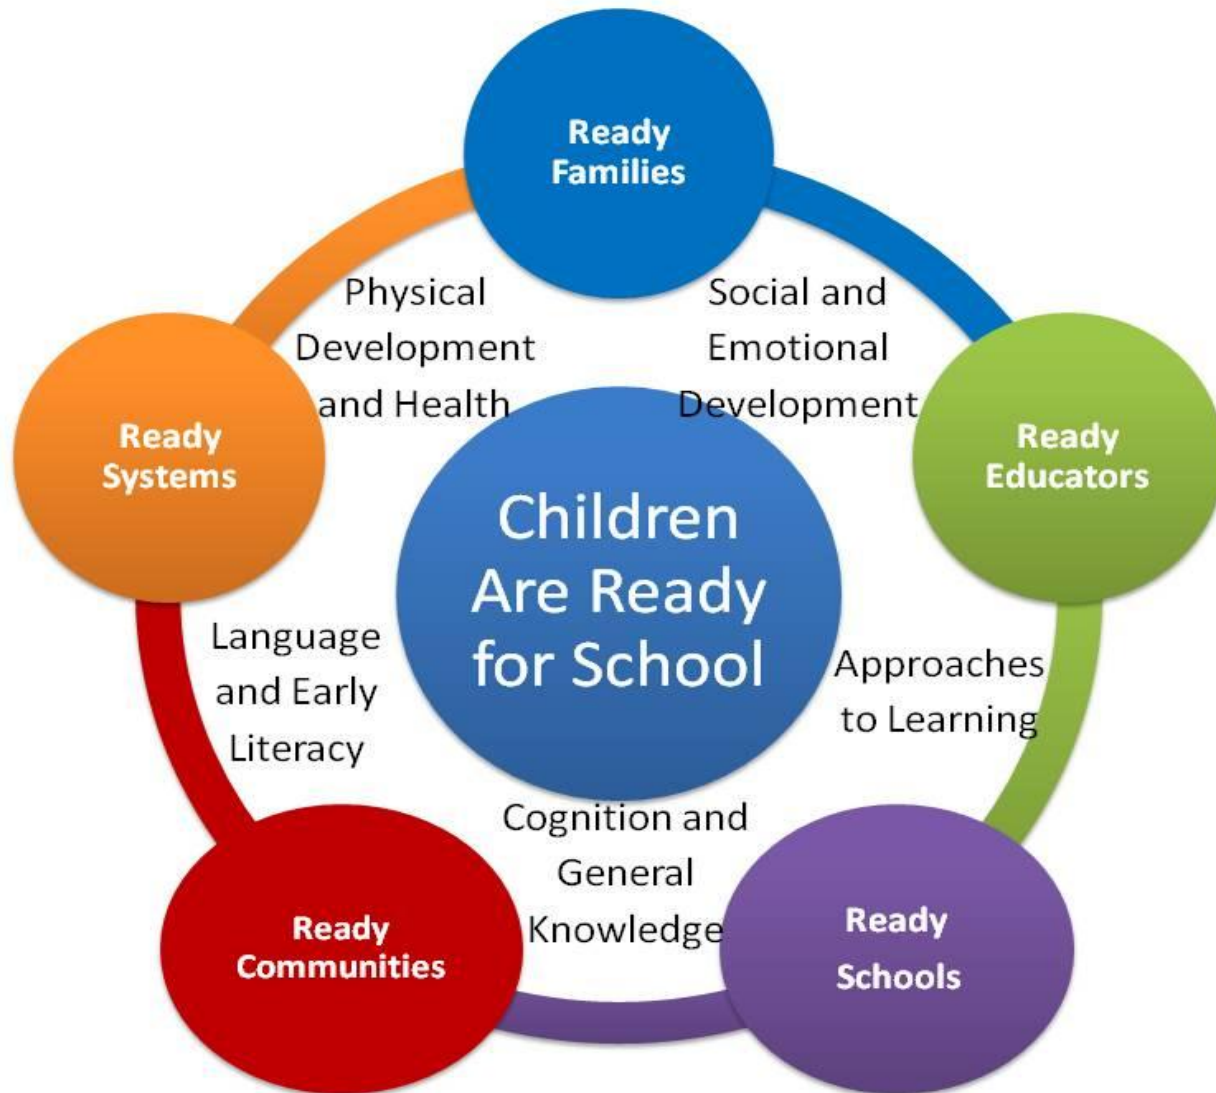 Ready
Families
Physical
Development
and Health
Social and
Emotional
Development
Ready
Systems
Ready
Educators
Children
Are Ready
for School
Language
and Early
Literacy
Approaches
to Learning
Cognition and
General
Knowledge
Ready
Communities
Ready
Schools